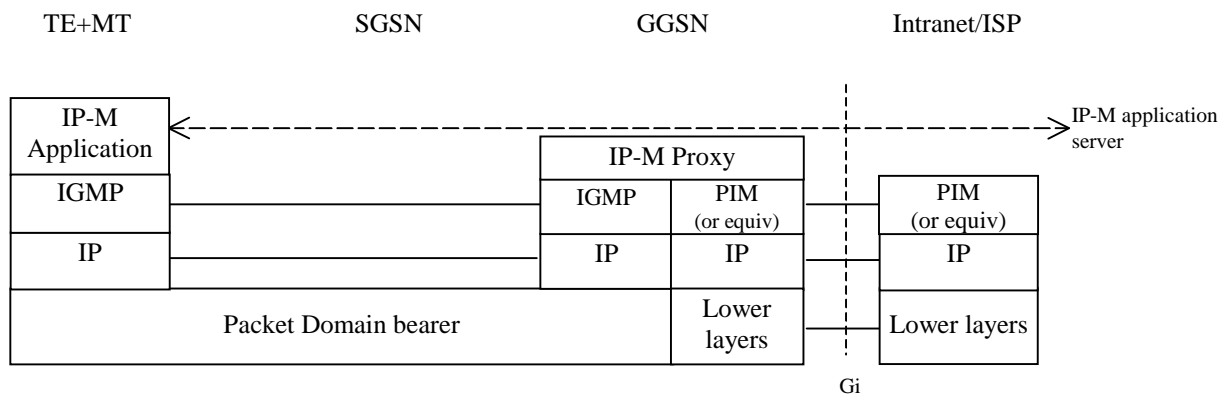 TE+MT SGSN GGSN Intranet/ISP
IP-M
Application
IP-M application
server
IP-M Proxy
IGMP
IGMP
PIM
(or equiv)
PIM
(or equiv)
IP
IP
IP
IP
Packet Domain bearer
Lower
layers
Lower layers
Gi